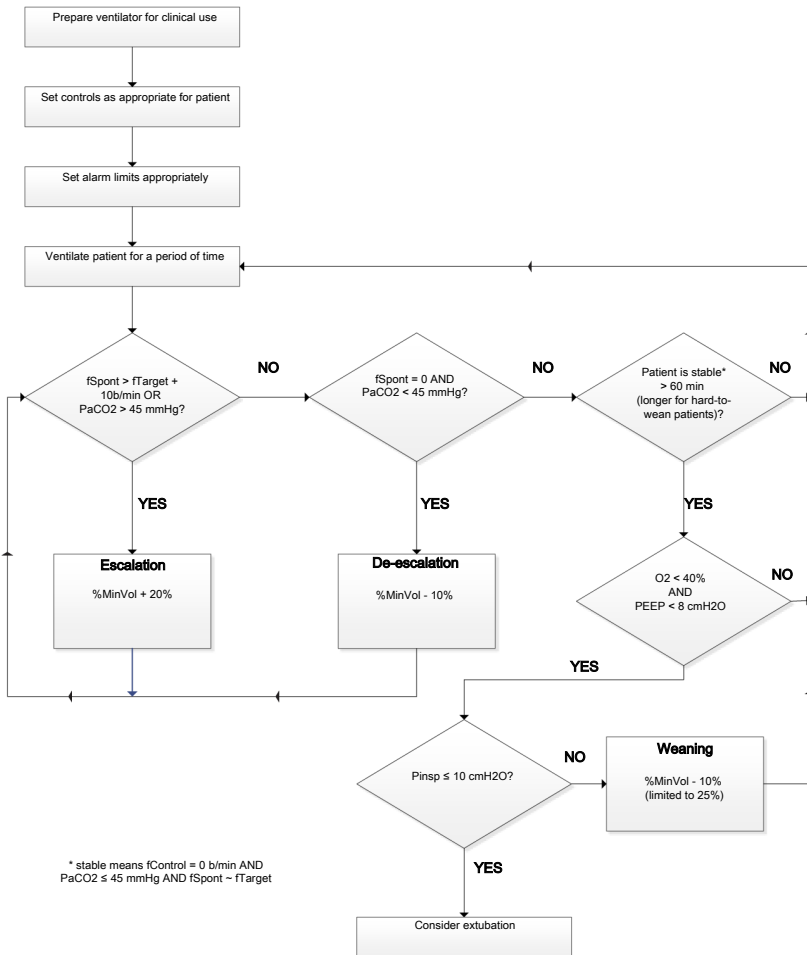 Prepare ventilator for clinical use
Set controls as appropriate for patient
Set alarm limits appropriately
Ventilate patient for a period of time
fSpont > fTarget +
10b/min OR
PaCO2 > 45 mmHg?
NO
fSpont = 0 AND
PaCO2 < 45 mmHg?
NO
Patient is stable*
> 60 min
(longer for hard-to-
wean patients)?
NO
YES
YES
YES
Escalation
%MinVol + 20%
De-escalation
%MinVol - 10%
O2 < 40%
AND
PEEP < 8 cmH2O
NO
YES
Pinsp ≤ 10 cmH2O?
NO
Weaning
%MinVol - 10%
(limited to 25%)
YES
* stable means fControl = 0 b/min AND
PaCO2 ≤ 45 mmHg AND fSpont ~ fTarget
Consider extubation